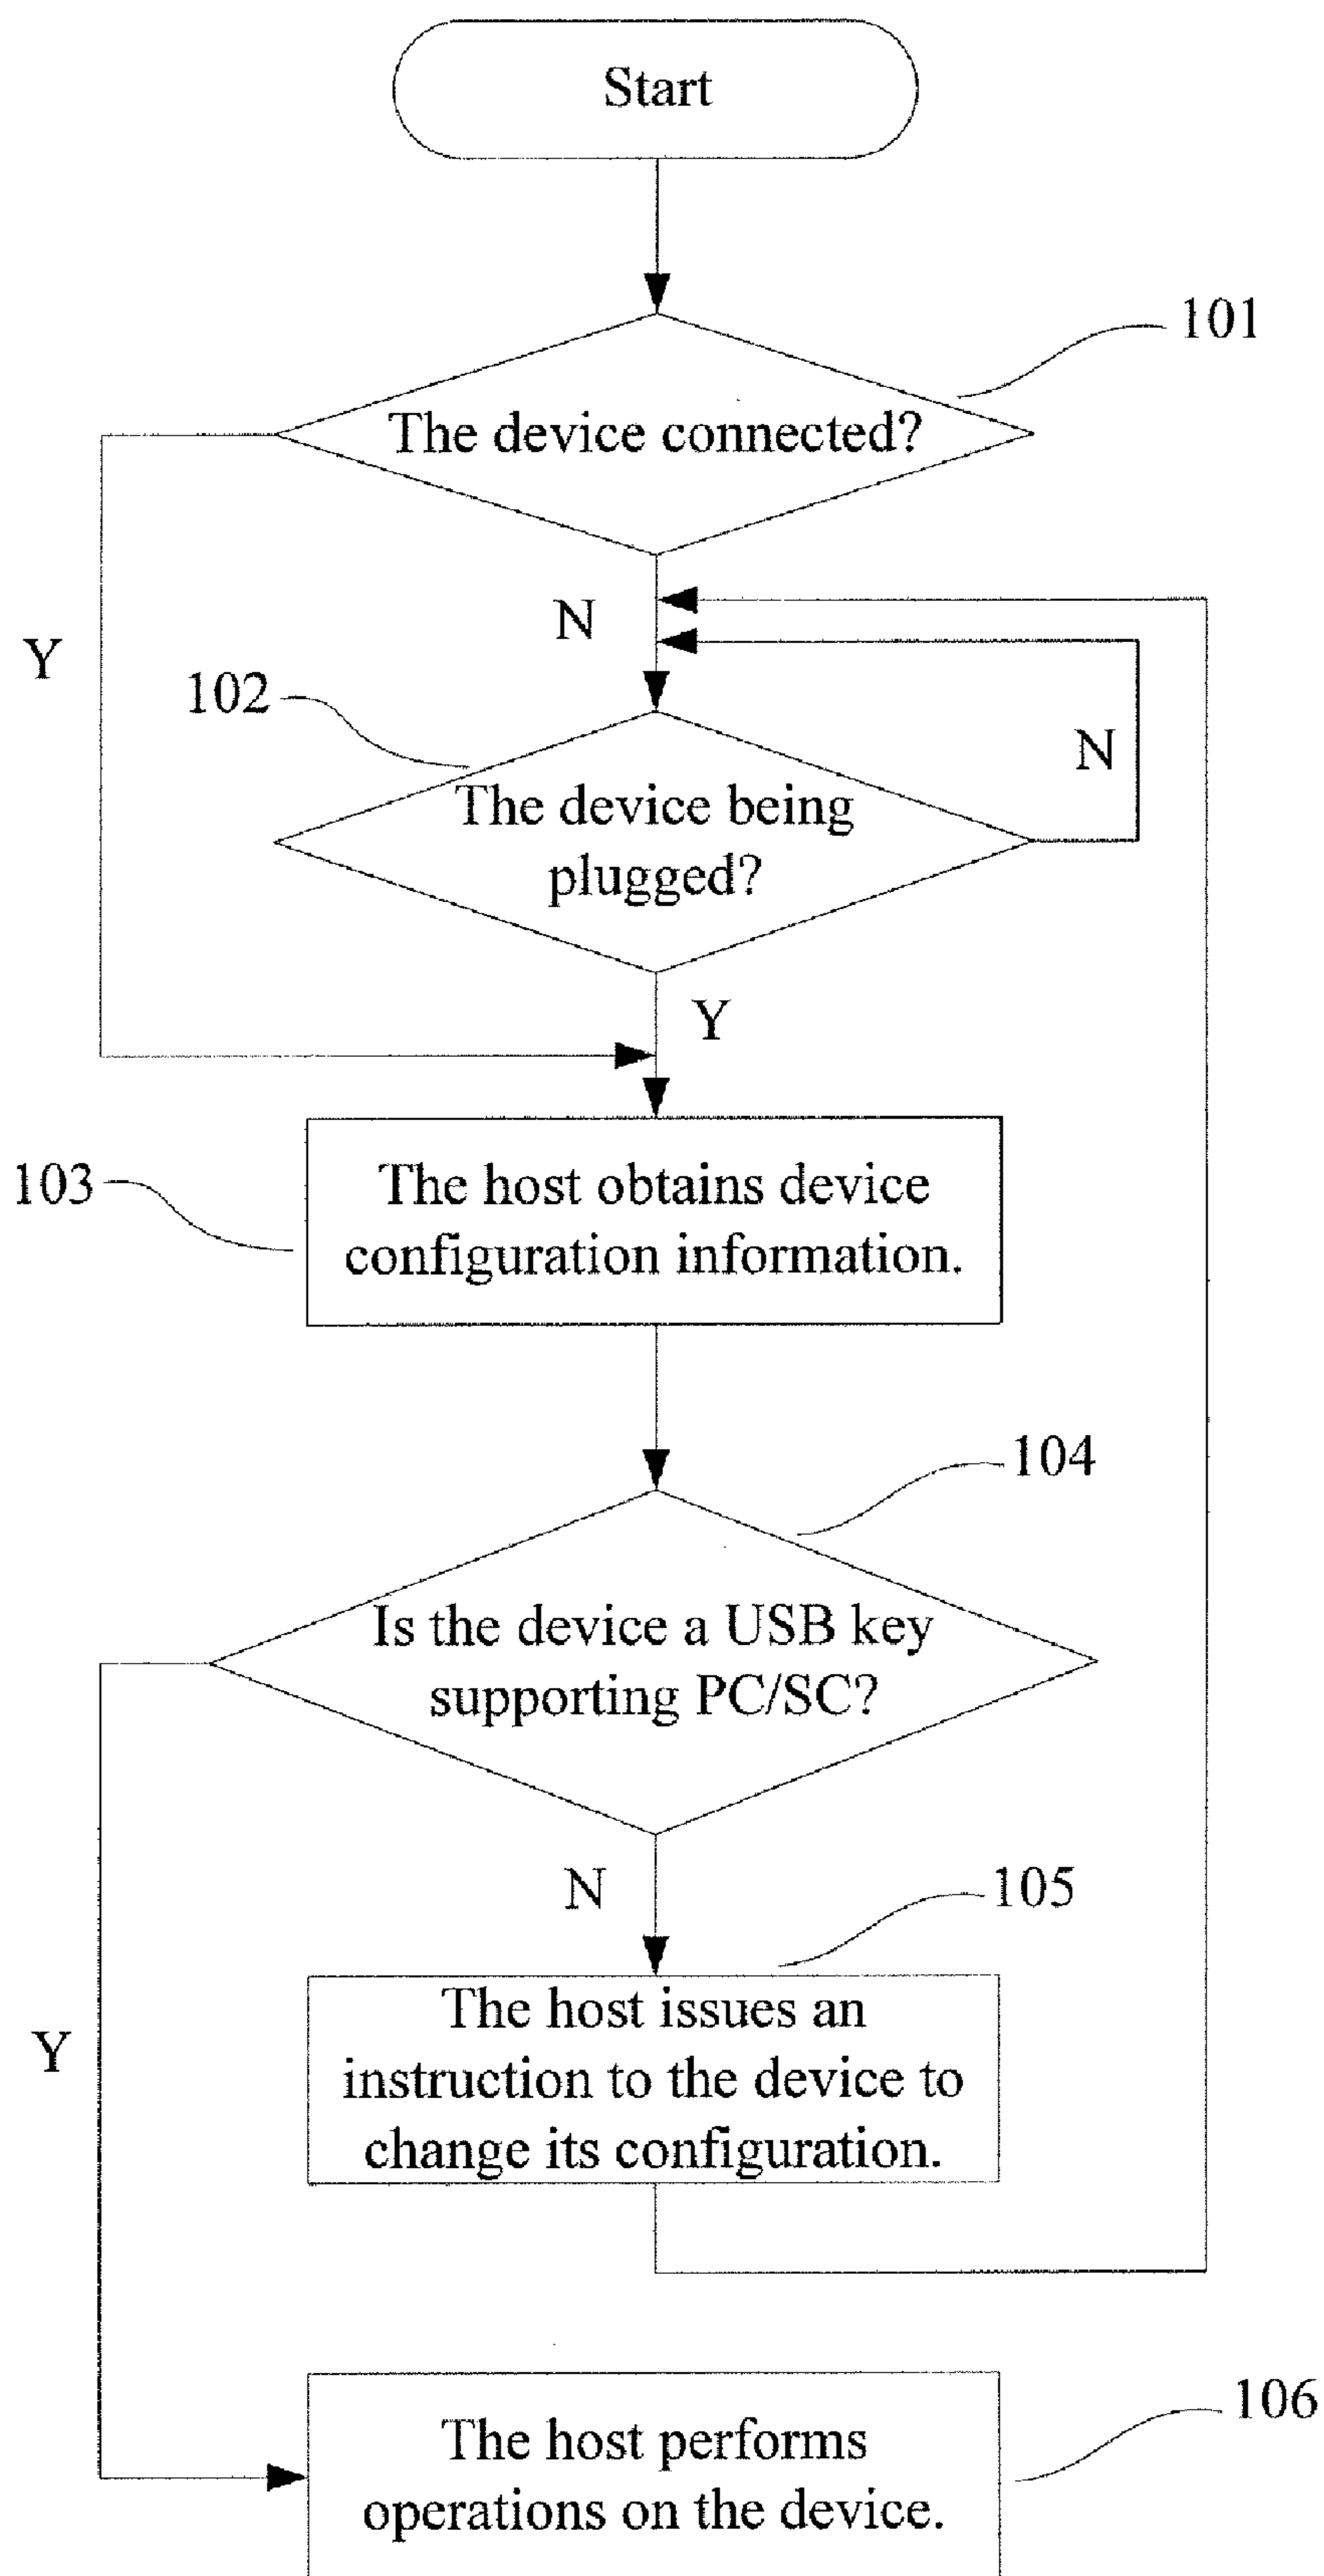 Start
101
The device connected?
N
Y
102
N
The device being
plugged?
Y
103
The host obtains device
configuration information.
104
Is the device a USB key
supporting PC/SC?
N
105
The host issues an
instruction to the device to
change its configuration.
Y
106
The host performs
operations on the device.